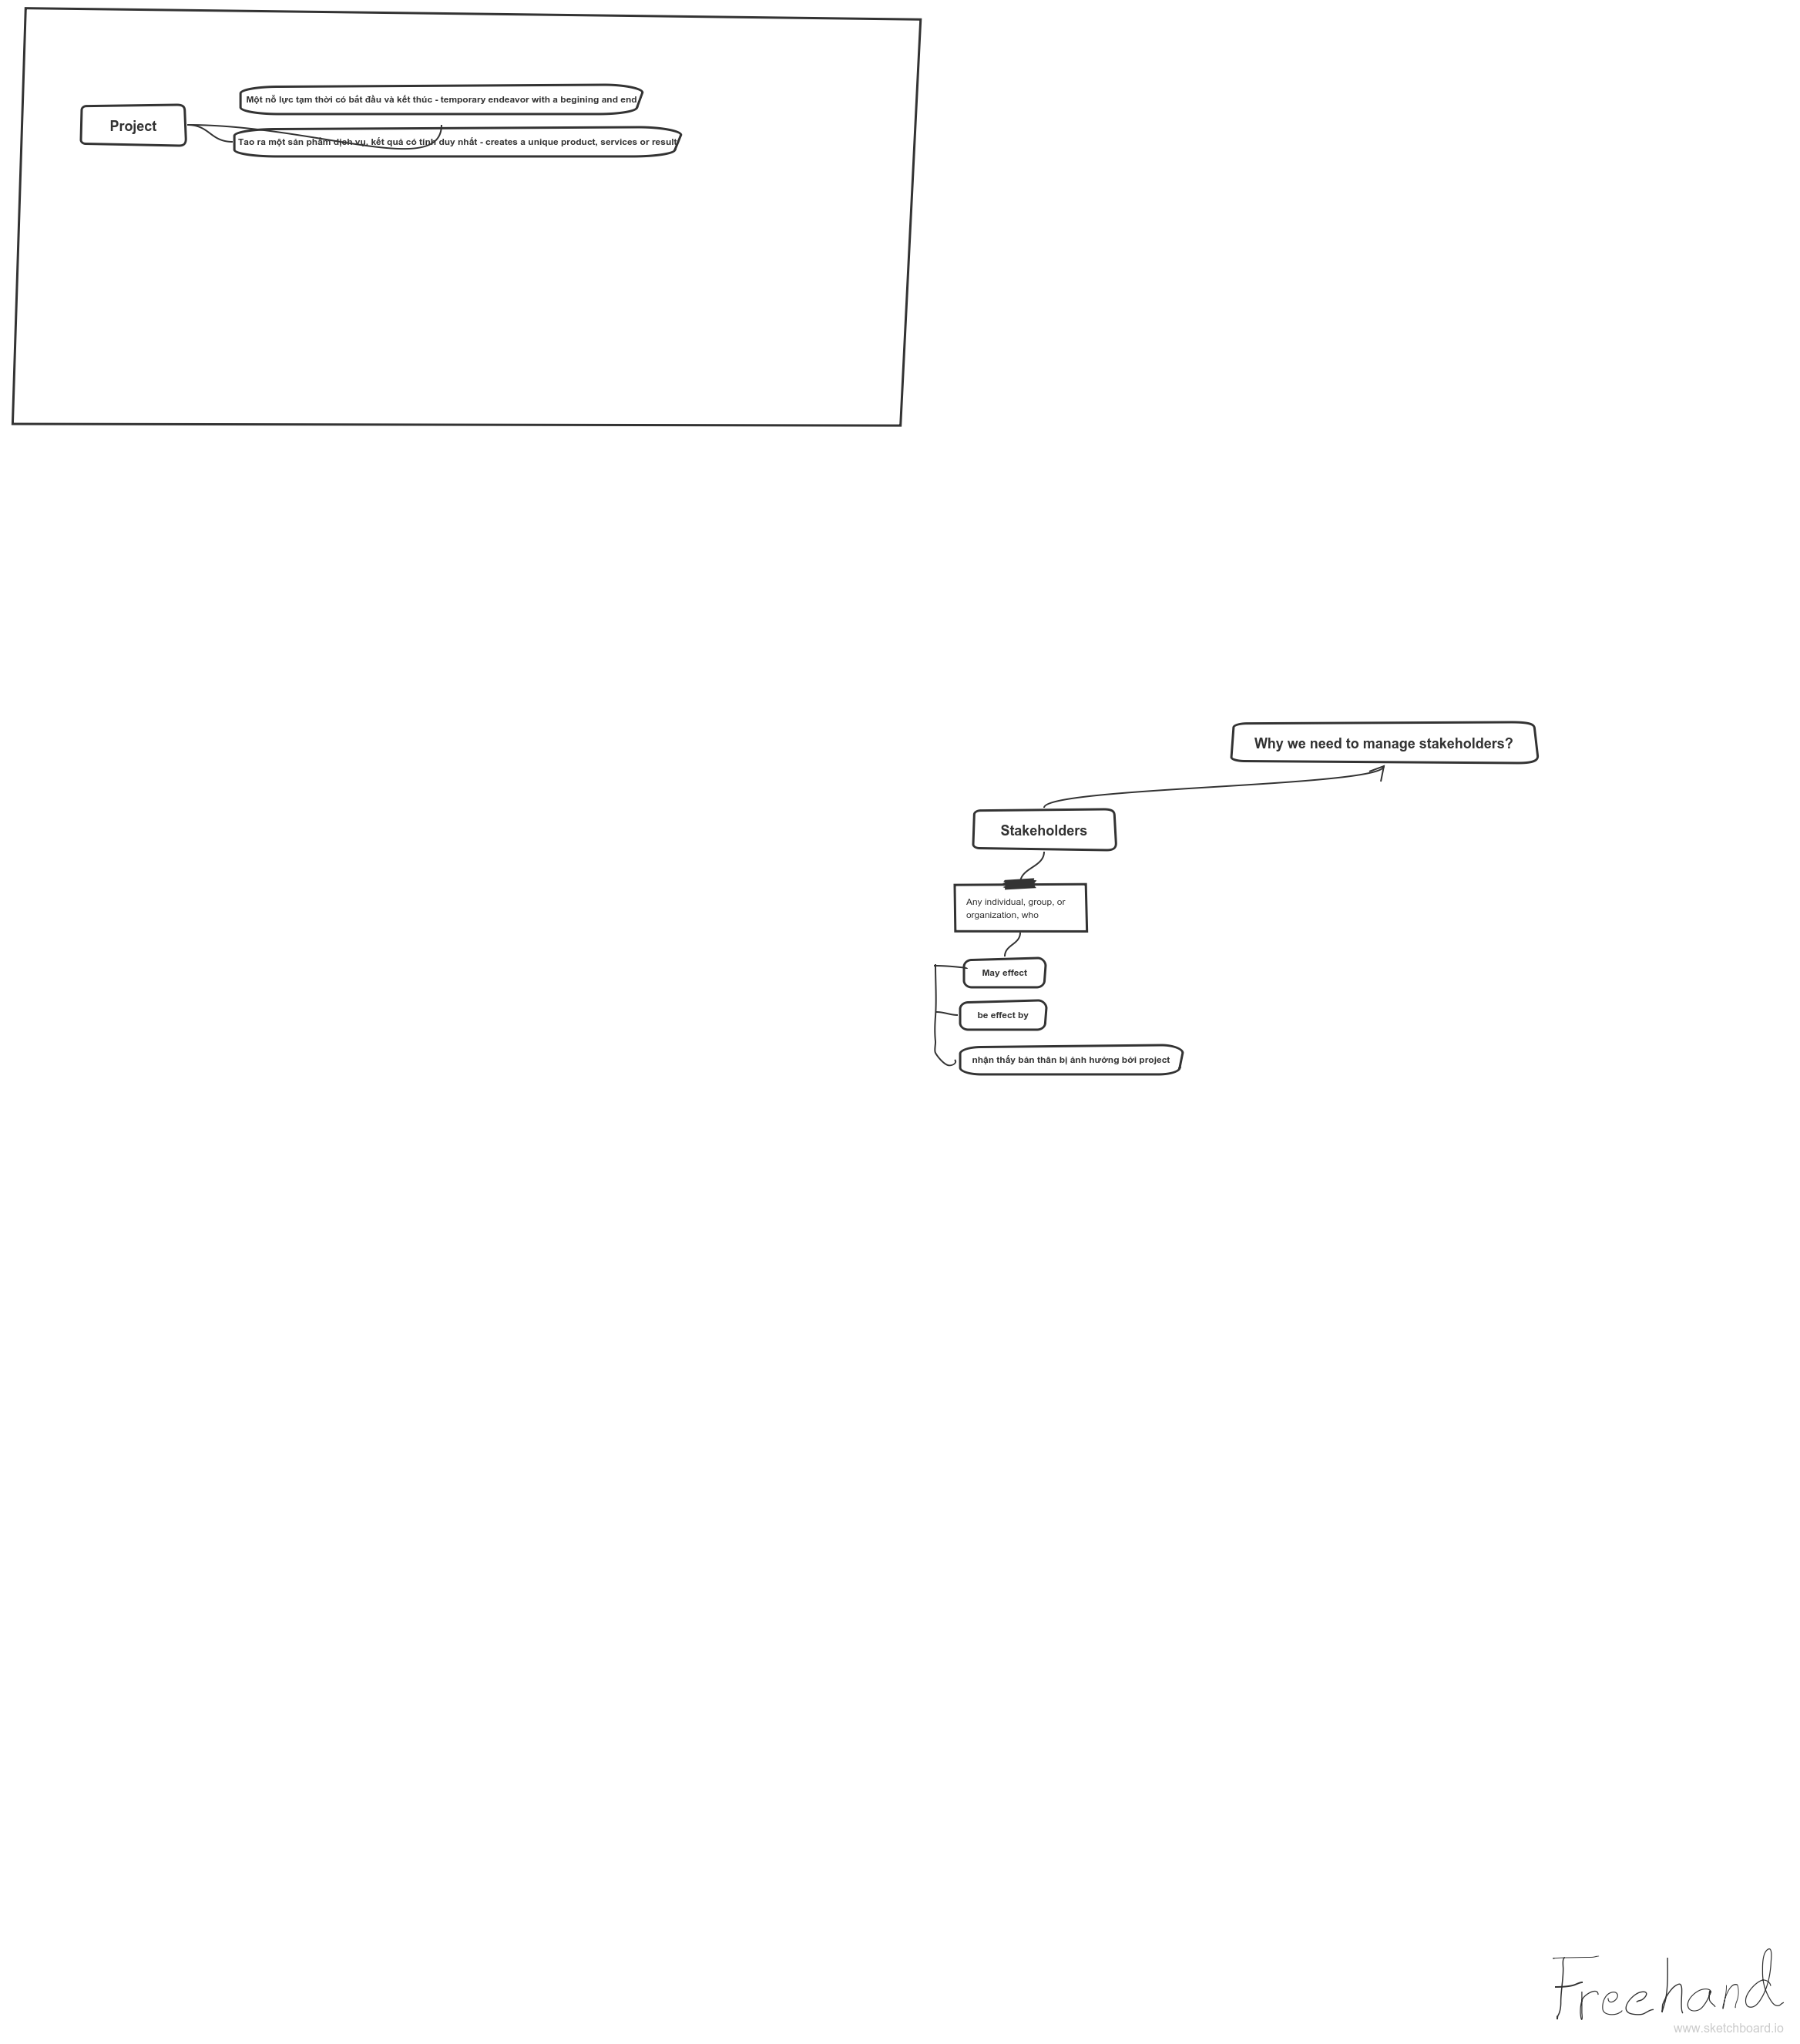 Một nỗ lực tạm thời có bắt đầu và kết thúc - temporary endeavor with a begining and end
Project
Tao ra một sản phẩm dịch vụ, kết quả có tính duy nhất - creates a unique product, services or result
Why we need to manage stakeholders?
Stakeholders
Any individual, group, or
organization, who
May effect
be effect by
nhận thấy bản thân bị ảnh hưởng bởi project
Freehand
www.sketchboard.io